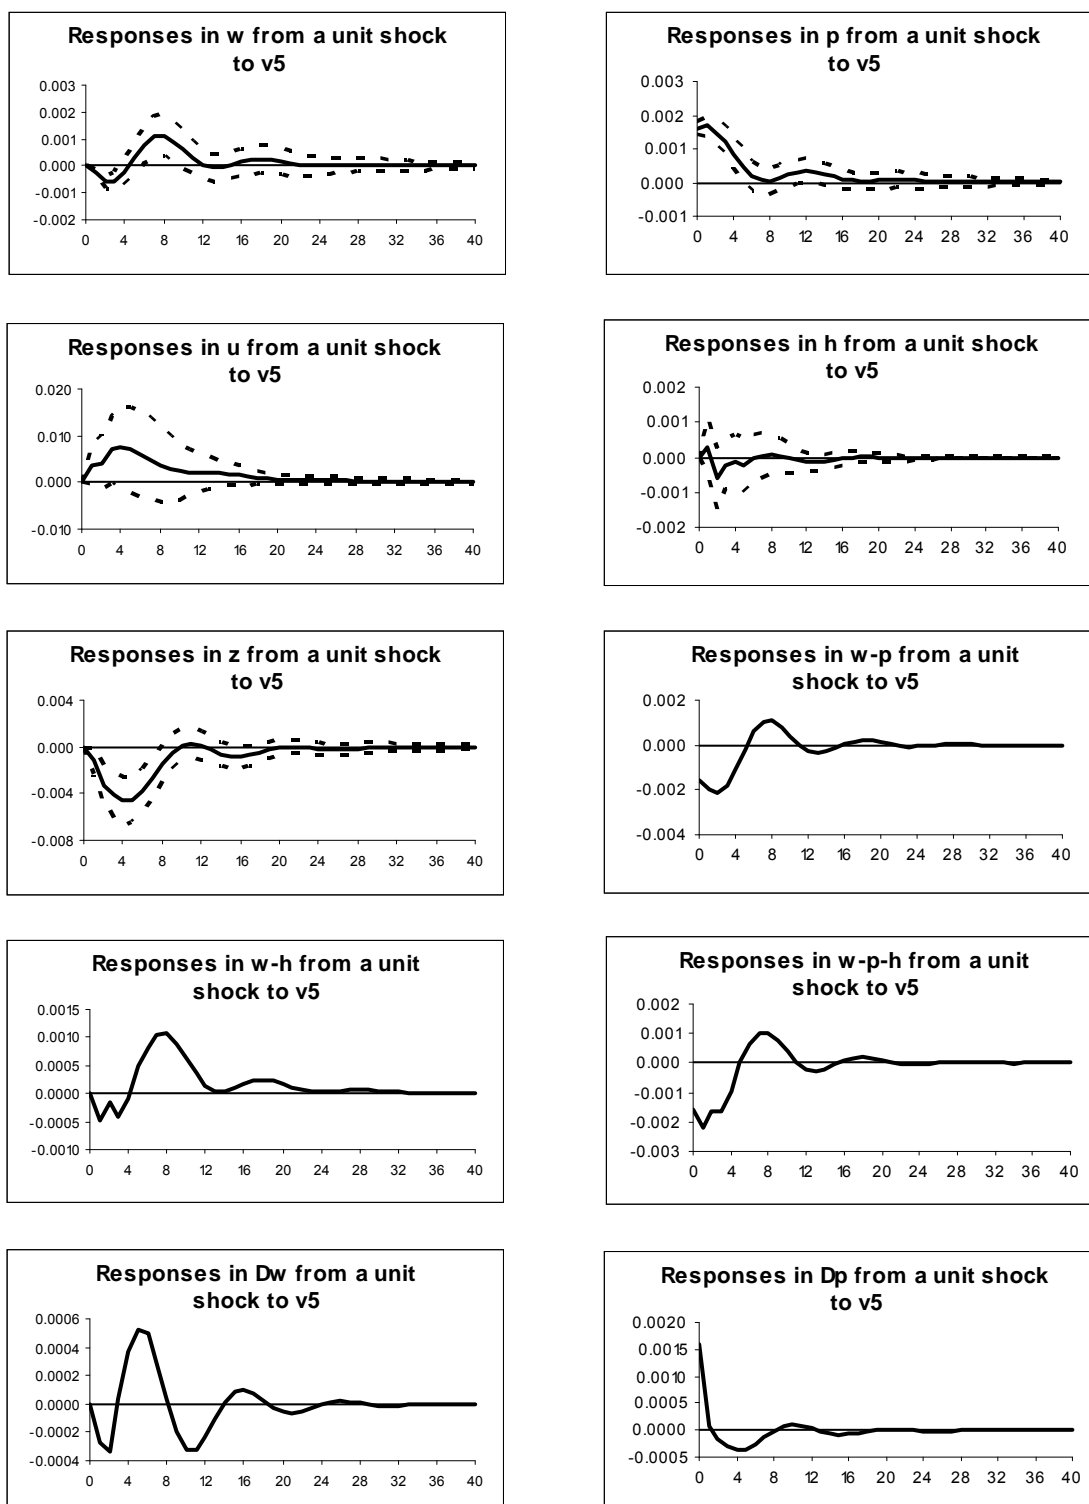 Responses in w from a unit shock
to v5
0.003
0.002
0.001
0.000
-0.001
-0.002
0 4 8 12 16 20 24 28 32 36 40
Responses in p from a unit shock
to v5
0.003
0.002
0.001
0.000
-0.001
0 4 8 12 16 20 24 28 32 36 40
Responses in u from a unit shock
to v5
0.020
0.010
0.000
-0.010
0 4 8 12 16 20 24 28 32 36 40
Responses in h from a unit shock
to v5
0.002
0.001
0.000
-0.001
-0.002
0 4 8 12 16 20 24 28 32 36 40
Responses in z from a unit shock
to v5
0.004
0.000
-0.004
-0.008
0 4 8 12 16 20 24 28 32 36 40
Responses in w-p from a unit
shock to v5
0.002
0.000
-0.002
-0.004
0 4 8 12 16 20 24 28 32 36 40
Responses in w-h from a unit
shock to v5
0.0015
0.0010
0.0005
0.0000
-0.0005
-0.0010
0 4 8 12 16 20 24 28 32 36 40
Responses in w-p-h from a unit
shock to v5
0.002
0.001
0.000
-0.001
-0.002
-0.003
0 4 8 12 16 20 24 28 32 36 40
Responses in Dw from a unit
shock to v5
0.0006
0.0004
0.0002
0.0000
-0.0002
-0.0004
0 4 8 12 16 20 24 28 32 36 40
Responses in Dp from a unit shock
to v5
0.0020
0.0015
0.0010
0.0005
0.0000
-0.0005
0 4 8 12 16 20 24 28 32 36 40